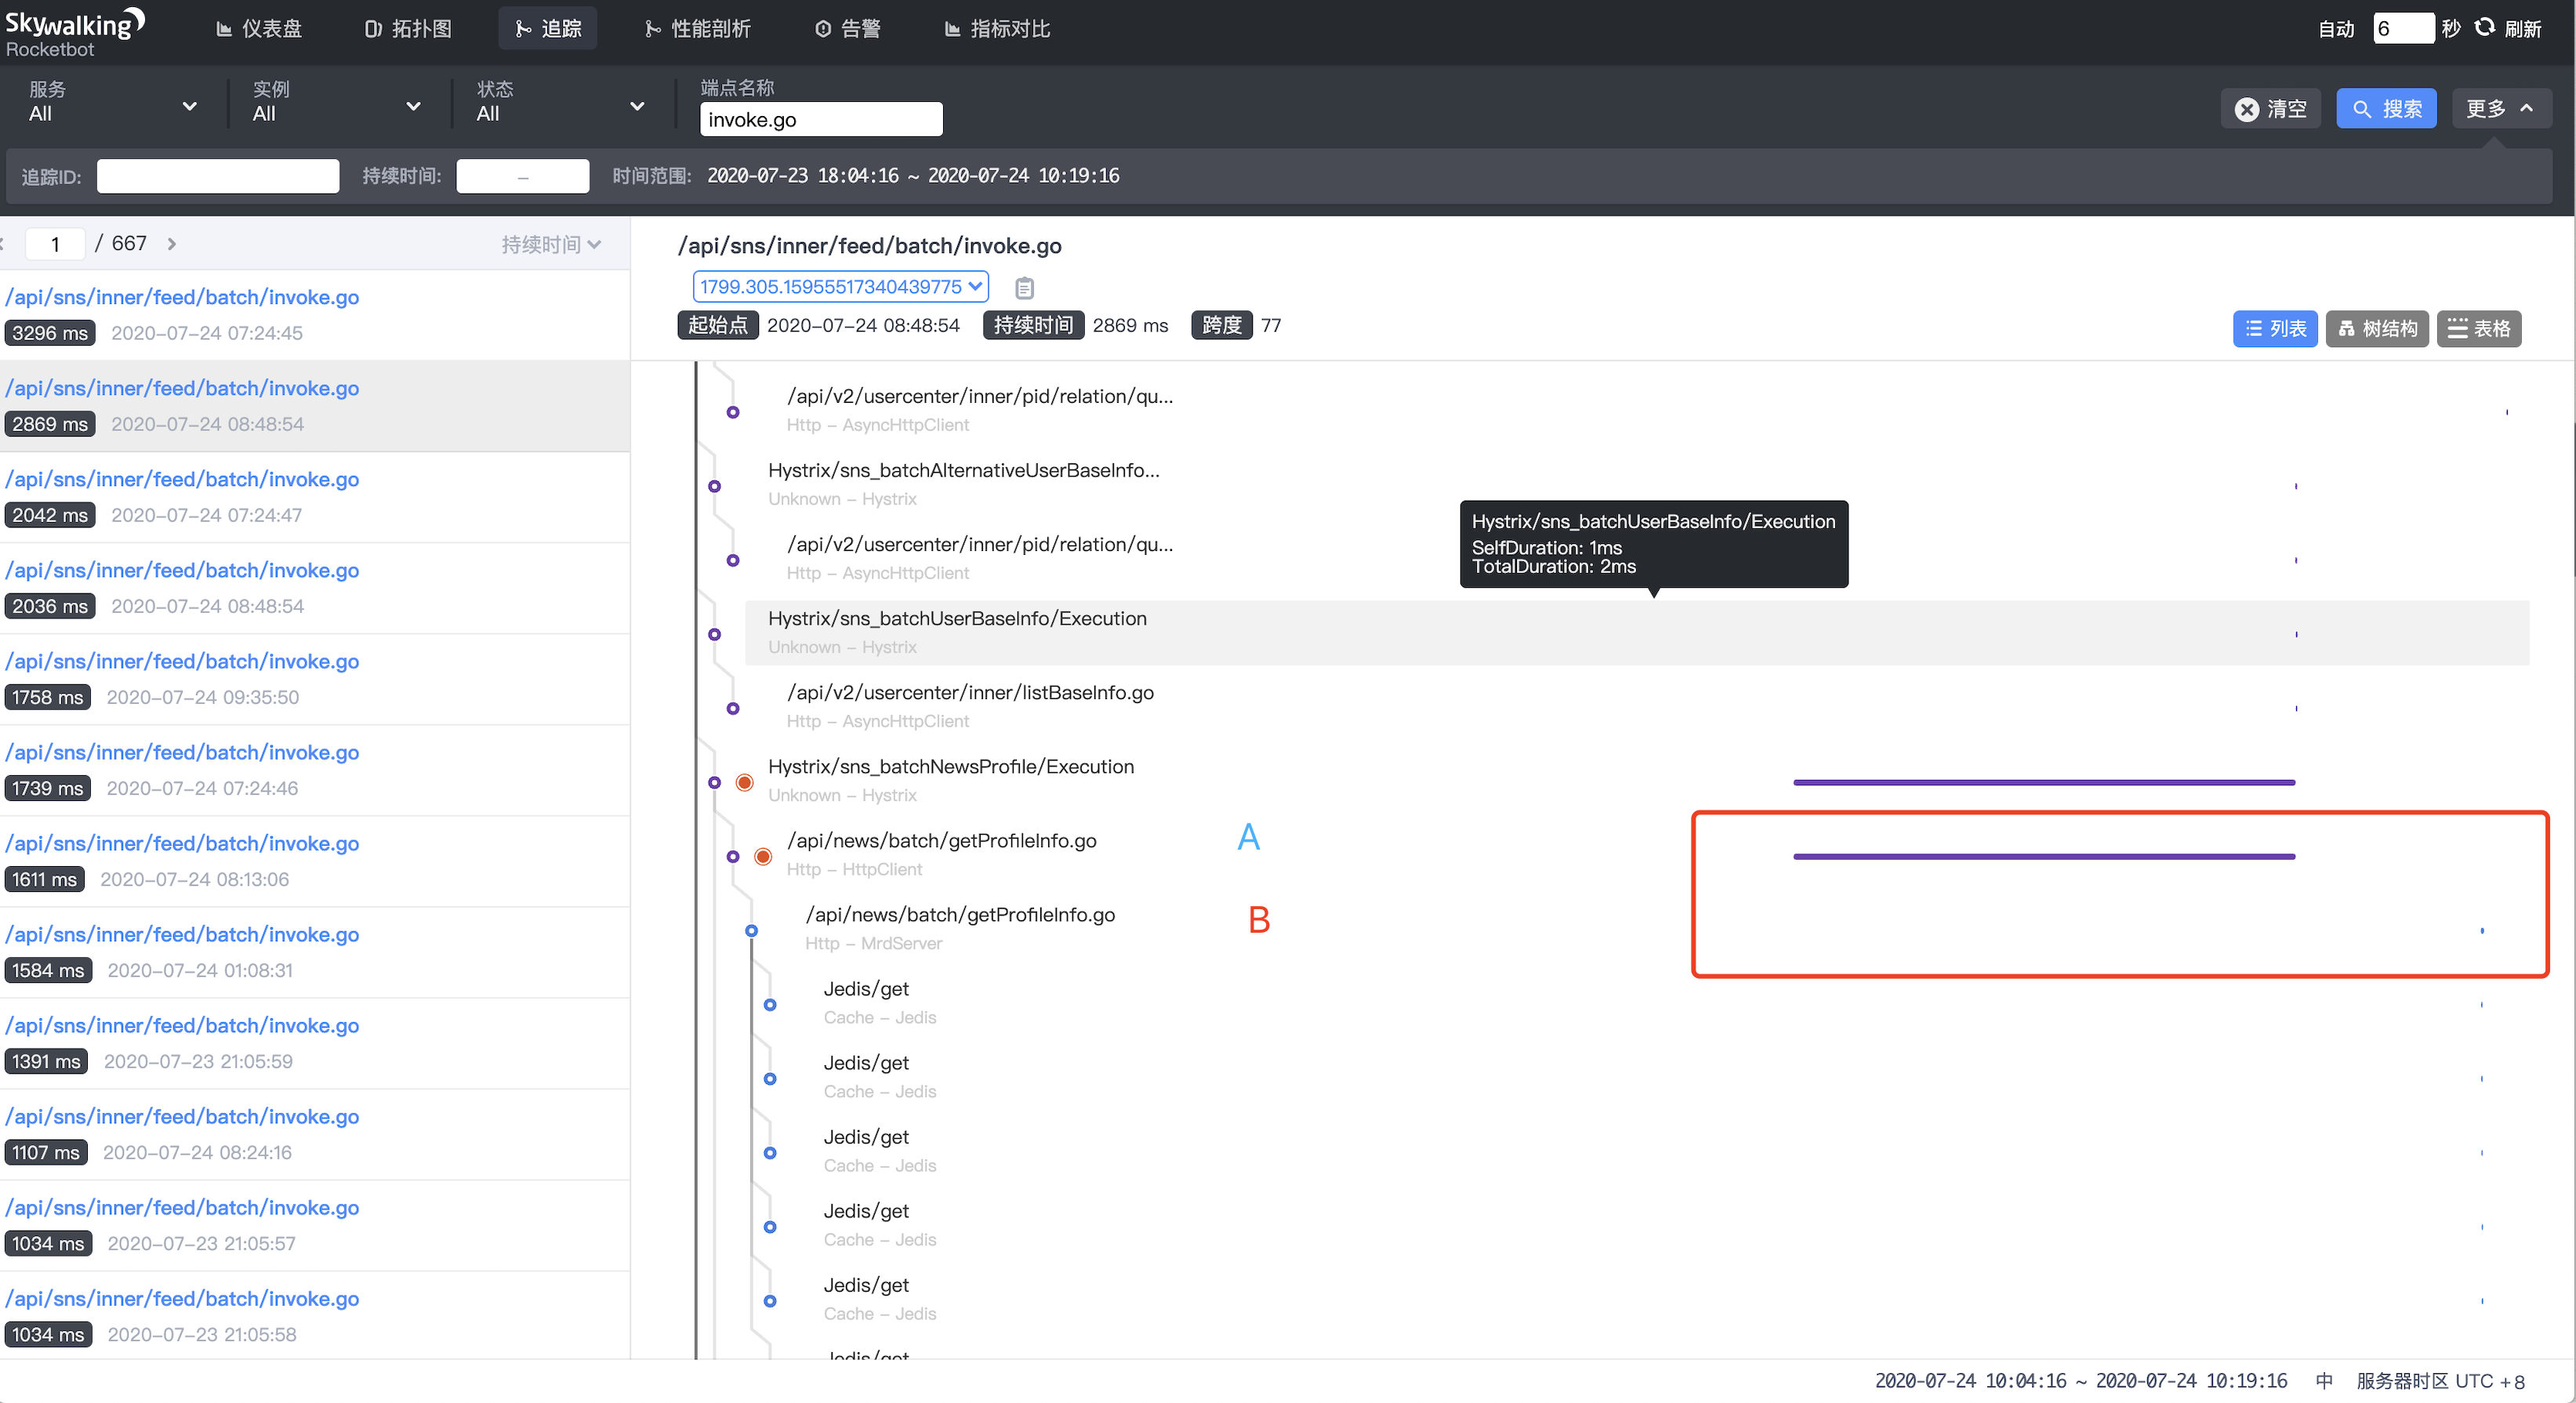 Skywalking
Rocketbot
仪表盘
拓扑图
追踪
性能剖析
告警
指标对比
自动 6 秒 刷新
服务
All
实例
All
状态
All
端点名称
invoke.go
清空
搜索
更多
追踪ID:
持续时间: –
时间范围: 2020-07-23 18:04:16 ~ 2020-07-24 10:19:16
1 / 667
持续时间
/api/sns/inner/feed/batch/invoke.go
3296 ms 2020-07-24 07:24:45
/api/sns/inner/feed/batch/invoke.go
2869 ms 2020-07-24 08:48:54
/api/sns/inner/feed/batch/invoke.go
2042 ms 2020-07-24 07:24:47
/api/sns/inner/feed/batch/invoke.go
2036 ms 2020-07-24 08:48:54
/api/sns/inner/feed/batch/invoke.go
1758 ms 2020-07-24 09:35:50
/api/sns/inner/feed/batch/invoke.go
1739 ms 2020-07-24 07:24:46
/api/sns/inner/feed/batch/invoke.go
1611 ms 2020-07-24 08:13:06
/api/sns/inner/feed/batch/invoke.go
1584 ms 2020-07-24 01:08:31
/api/sns/inner/feed/batch/invoke.go
1391 ms 2020-07-23 21:05:59
/api/sns/inner/feed/batch/invoke.go
1107 ms 2020-07-24 08:24:16
/api/sns/inner/feed/batch/invoke.go
1034 ms 2020-07-23 21:05:57
/api/sns/inner/feed/batch/invoke.go
1034 ms 2020-07-23 21:05:58
/api/sns/inner/feed/batch/invoke.go
1799.305.15955517340439775
起始点 2020-07-24 08:48:54 持续时间 2869 ms 跨度 77
列表
树结构
表格
/api/v2/usercenter/inner/pid/relation/qu...
Http - AsyncHttpClient
Hystrix/sns_batchAlternativeUserBaseInfo...
Unknown - Hystrix
/api/v2/usercenter/inner/pid/relation/qu...
Http - AsyncHttpClient
Hystrix/sns_batchUserBaseInfo/Execution
SelfDuration: 1ms
TotalDuration: 2ms
Hystrix/sns_batchUserBaseInfo/Execution
Unknown - Hystrix
/api/v2/usercenter/inner/listBaseInfo.go
Http - AsyncHttpClient
Hystrix/sns_batchNewsProfile/Execution
Unknown - Hystrix
/api/news/batch/getProfileInfo.go A
Http - HttpClient
/api/news/batch/getProfileInfo.go B
Http - MrdServer
Jedis/get
Cache - Jedis
Jedis/get
Cache - Jedis
Jedis/get
Cache - Jedis
Jedis/get
Cache - Jedis
Jedis/get
Cache - Jedis
Jedis/get
2020-07-24 10:04:16 ~ 2020-07-24 10:19:16 中 服务器时区 UTC +8